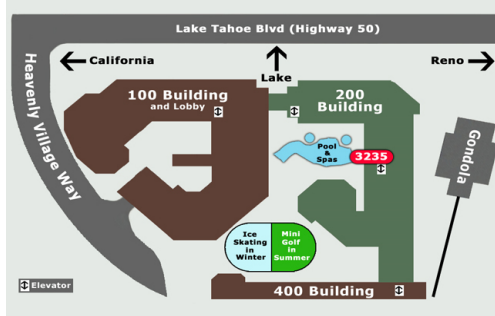 Lake Tahoe Blvd (Highway 50)
California
Lake
Reno
Heavenly Village Way
100 Building
and Lobby
200
Building
Pool
&
Spas
3235
Gondola
Ice
Skating
in
Winter
Mini
Golf
in
Summer
400 Building
Elevator